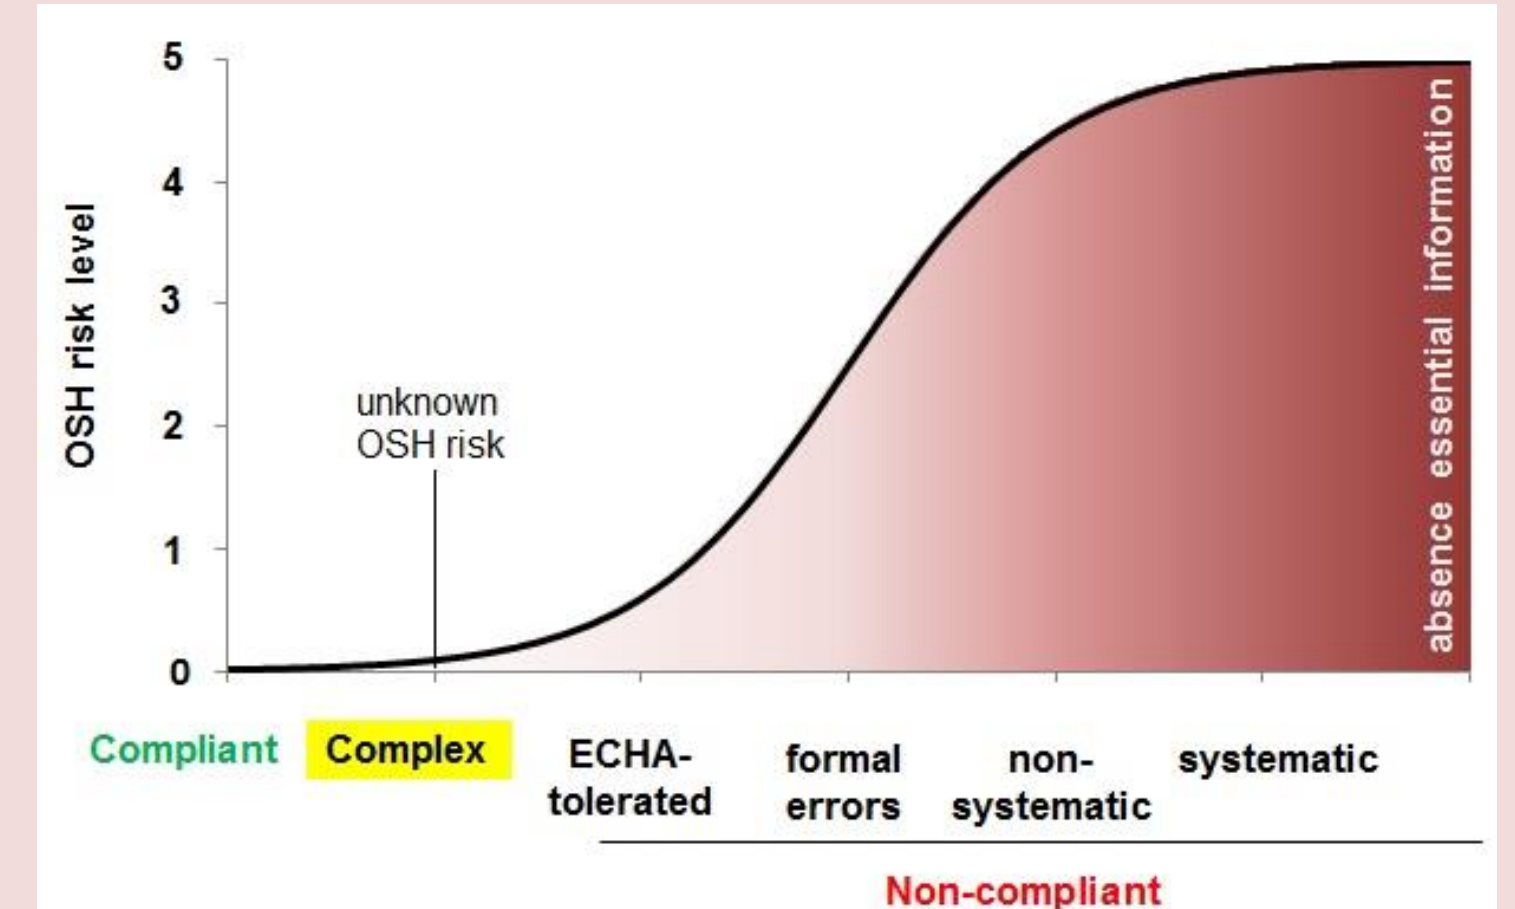 5
4
3
2
1
0
OSH risk level
unknown
OSH risk
absence essential information
Compliant
Complex
ECHA-
tolerated
formal
errors
non-
systematic
systematic
Non-compliant